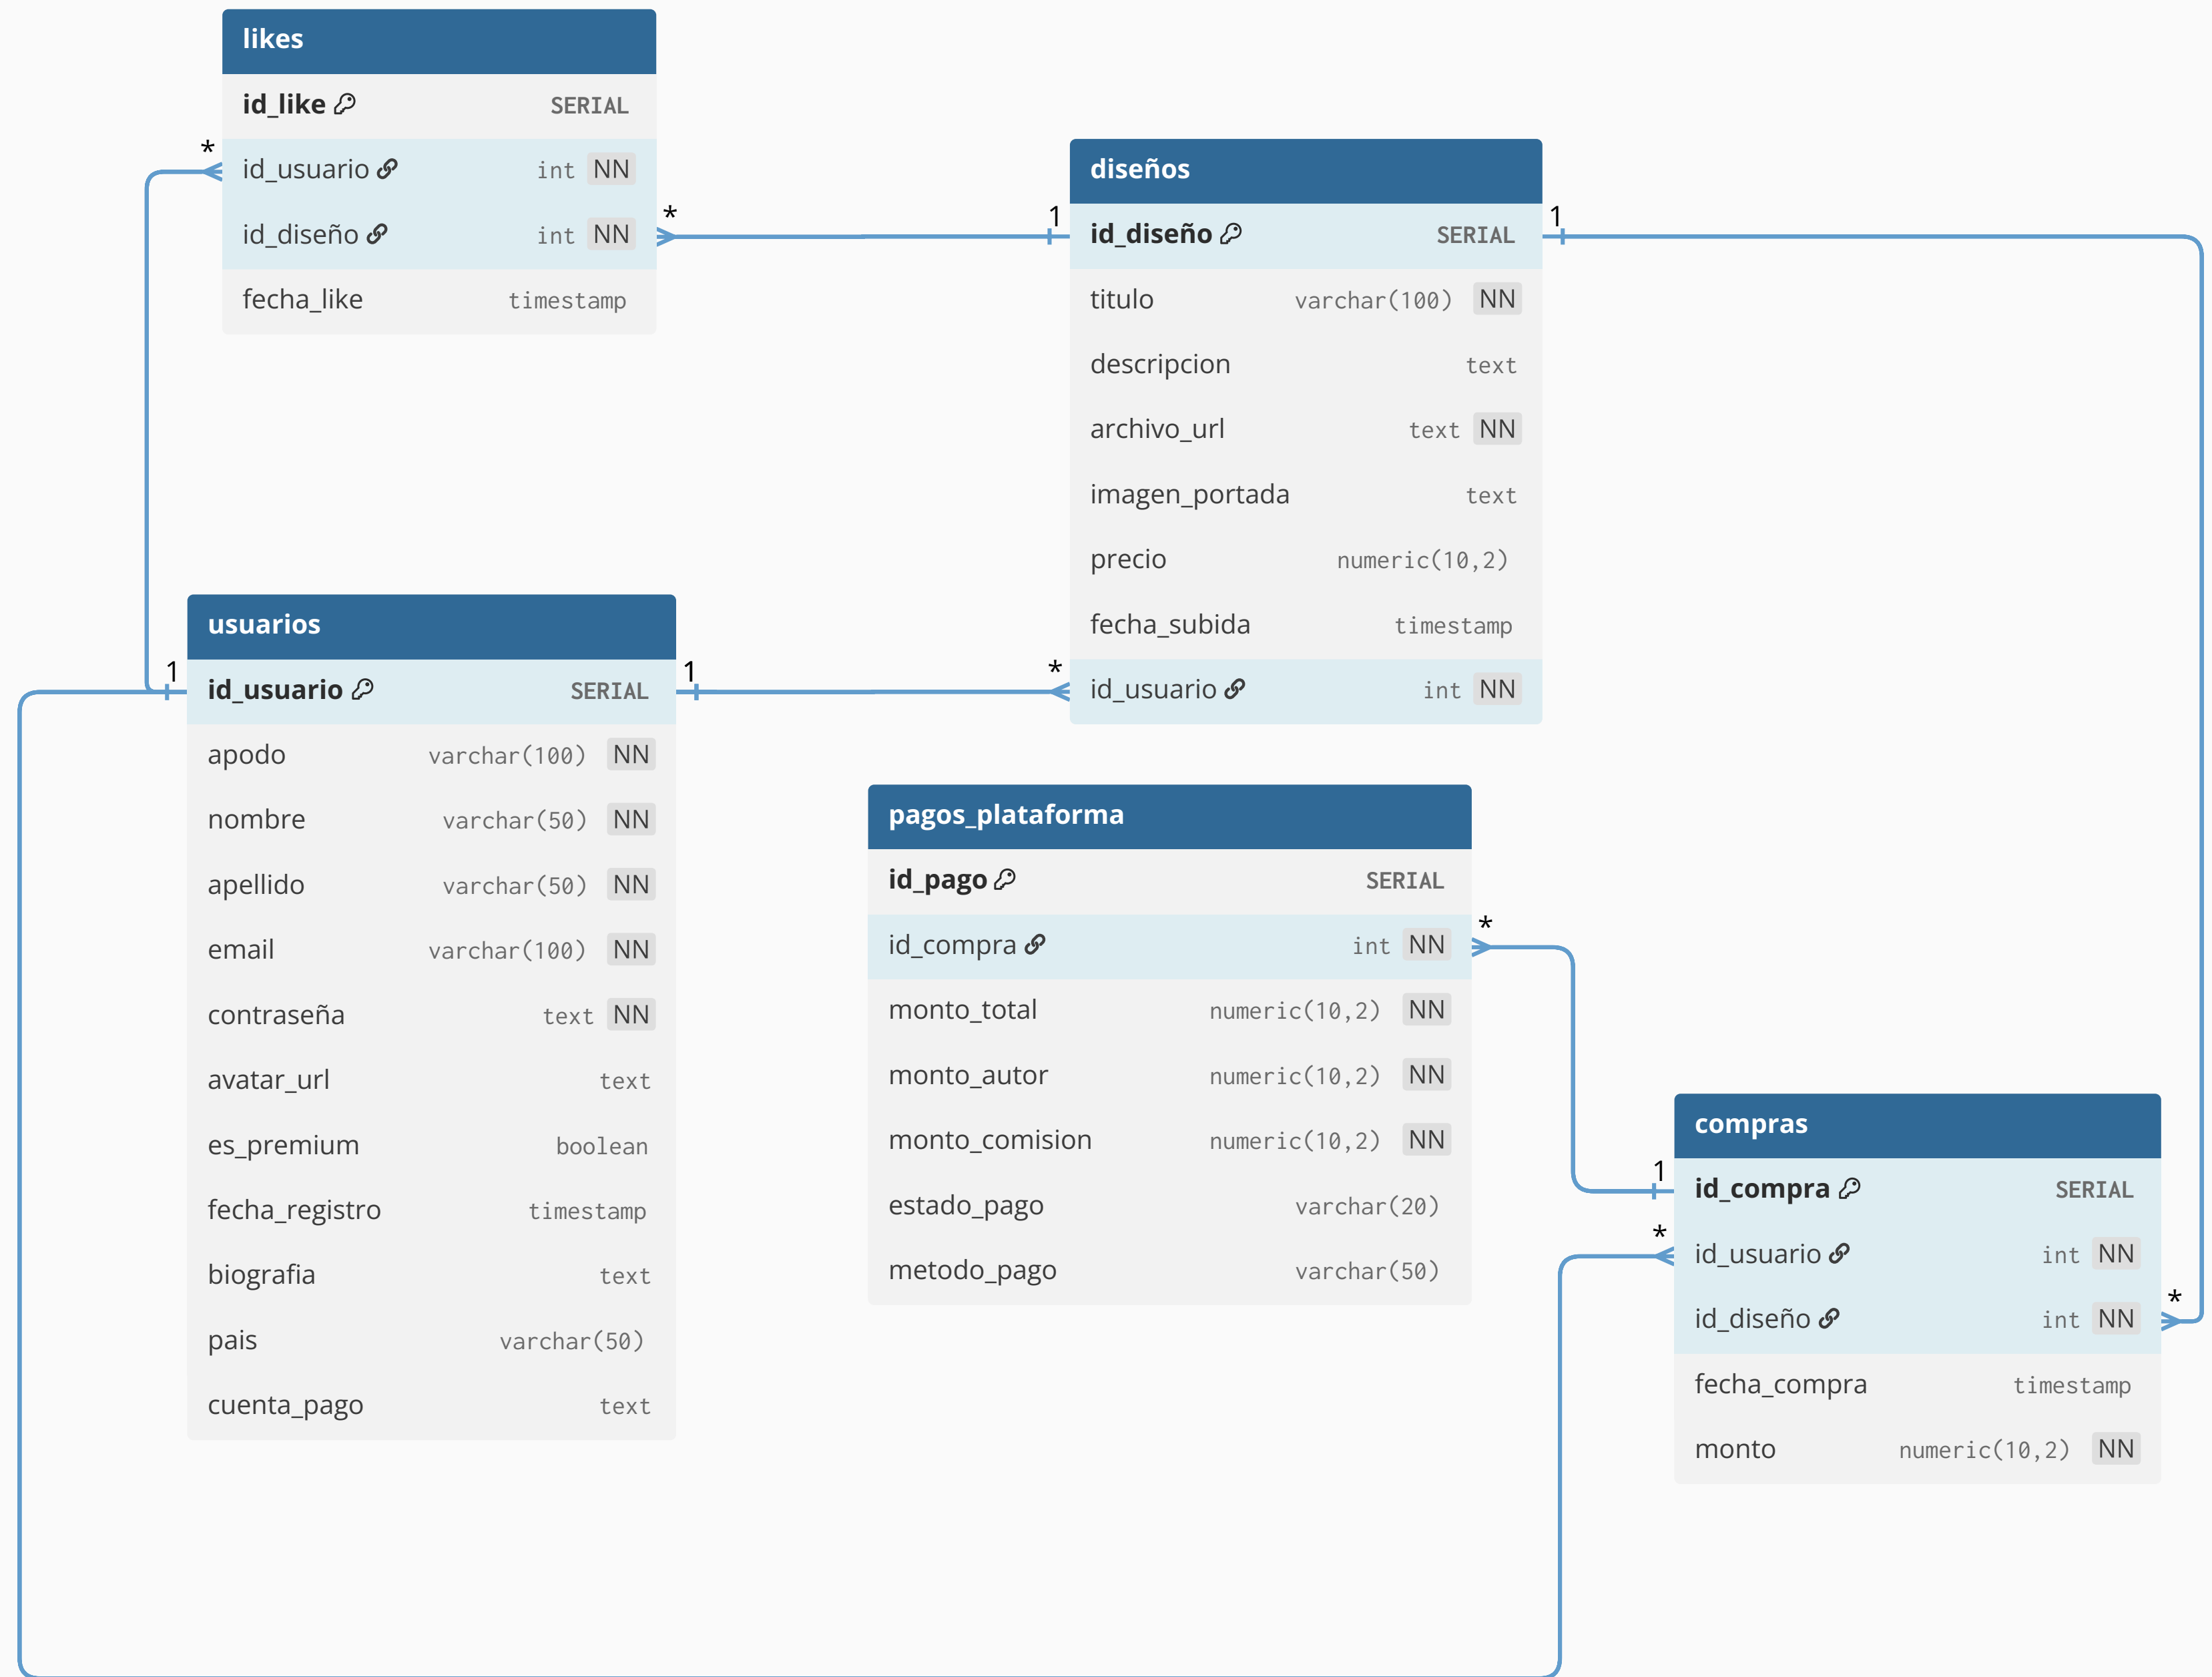 likes
id_like SERIAL
* id_usuario int NN
id_diseño int NN *
fecha_like timestamp
diseños
1 id_diseño SERIAL 1
titulo varchar(100) NN
descripcion text
archivo_url text NN
imagen_portada text
precio numeric(10,2)
fecha_subida timestamp
* id_usuario int NN
usuarios
1 id_usuario SERIAL 1
apodo varchar(100) NN
nombre varchar(50) NN
apellido varchar(50) NN
email varchar(100) NN
contraseña text NN
avatar_url text
es_premium boolean
fecha_registro timestamp
biografia text
pais varchar(50)
cuenta_pago text
pagos_plataforma
id_pago SERIAL
id_compra int NN *
monto_total numeric(10,2) NN
monto_autor numeric(10,2) NN
monto_comision numeric(10,2) NN
estado_pago varchar(20)
metodo_pago varchar(50)
compras
1 id_compra SERIAL
* id_usuario int NN
id_diseño int NN *
fecha_compra timestamp
monto numeric(10,2) NN